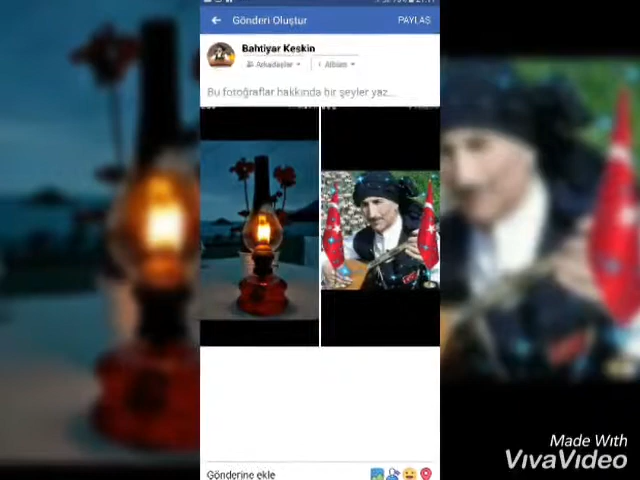 Gönderi Oluştur
PAYLAŞ
Bahtiyar Keskin
Arkadaşlar
Albüm
Bu fotoğraflar hakkında bir şeyler yaz...
Gönderine ekle
Made With
VivaVideo